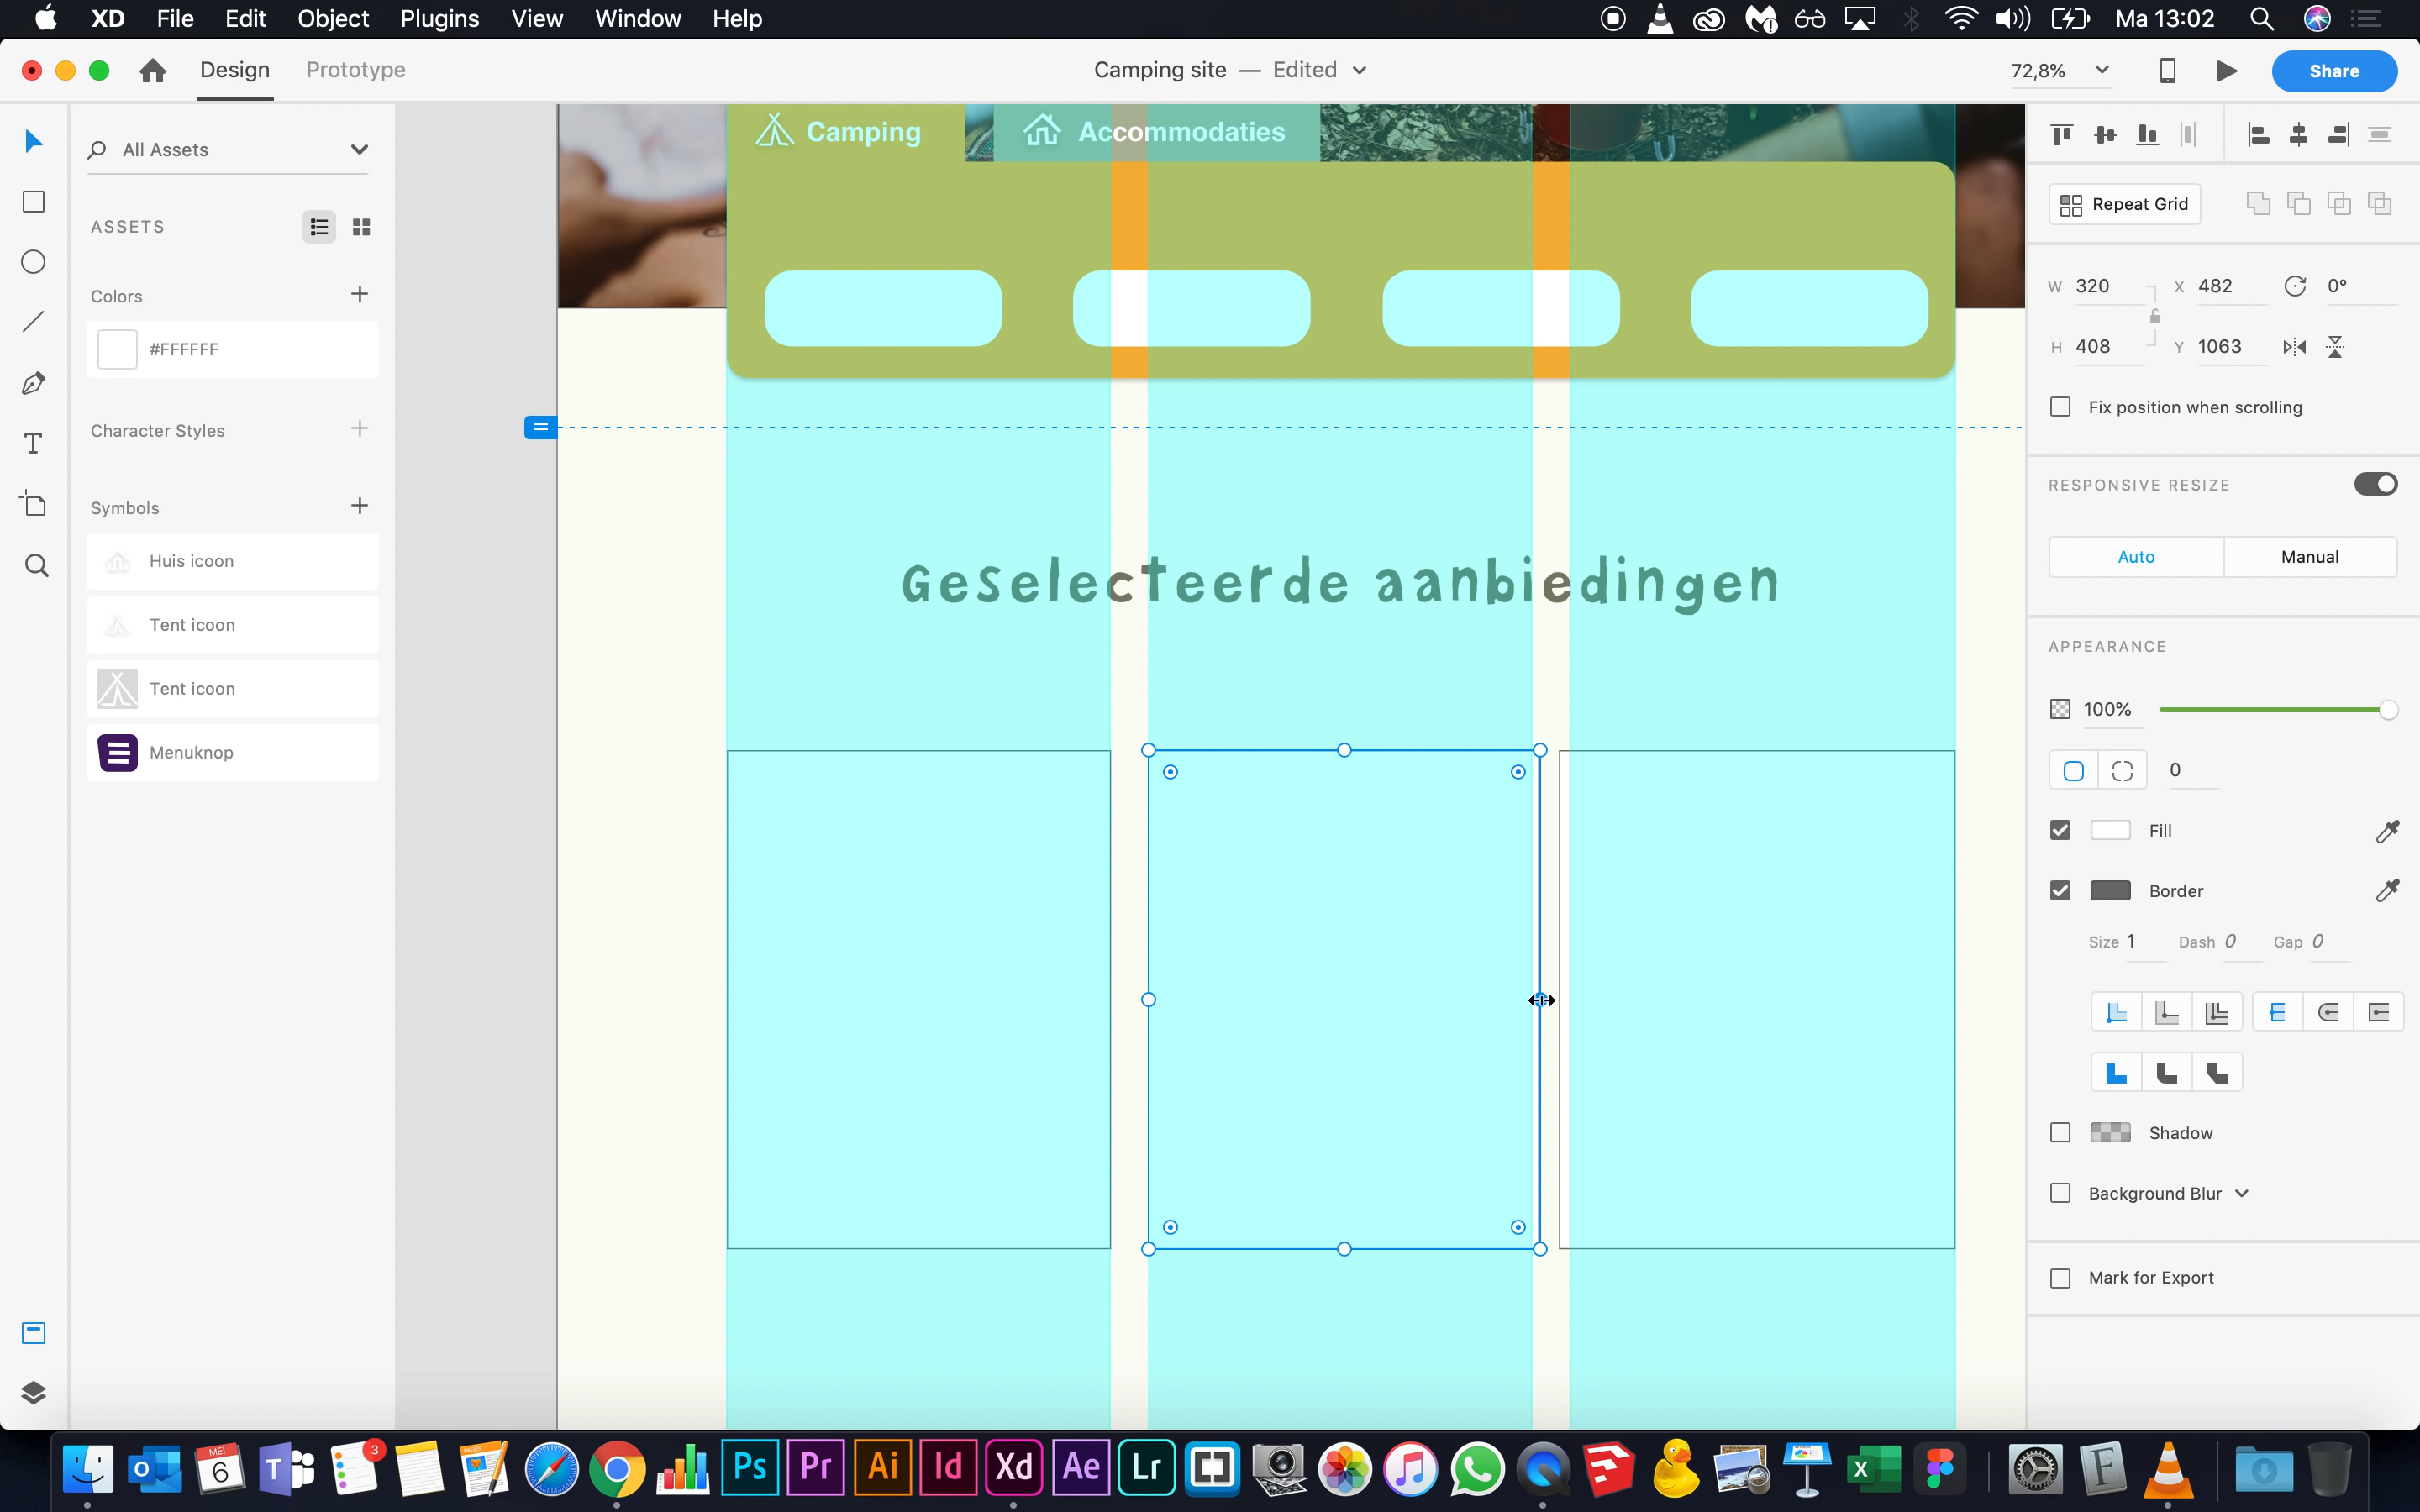 XD File Edit Object Plugins View Window Help Ma 13:02
Design Prototype Camping site — Edited 72,8% Share
All Assets
ASSETS
Colors
#FFFFFF
Character Styles
Symbols
Huis icoon
Tent icoon
Tent icoon
Menuknop
Camping Accommodaties
Geselecteerde aanbiedingen
Repeat Grid
W 320 X 482 0°
H 408 Y 1063
Fix position when scrolling
RESPONSIVE RESIZE
Auto Manual
APPEARANCE
100%
0
Fill
Border
Size 1 Dash 0 Gap 0
Shadow
Background Blur
Mark for Export
MEI
6
T
3
PAGES
Ps Pr Ai Id Xd Ae Lr
X
F